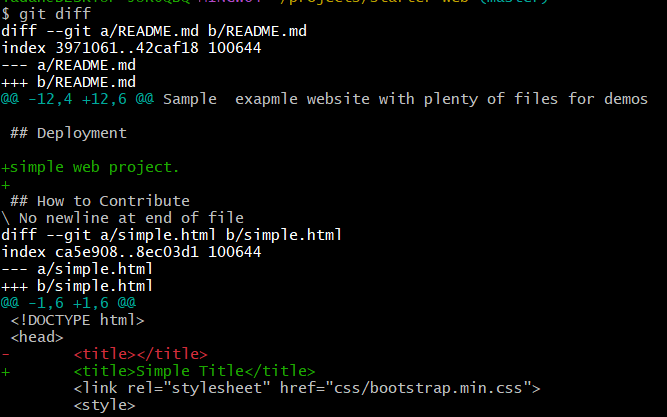 $ git diff
diff --git a/README.md b/README.md
index 3971061..42caf18 100644
--- a/README.md
+++ b/README.md
@@ -12,4 +12,6 @@ Sample  exapmle website with plenty of files for demos
 ## Deployment
+simple web project.
+
 ## How to Contribute
\ No newline at end of file
diff --git a/simple.html b/simple.html
index ca5e908..8ec03d1 100644
--- a/simple.html
+++ b/simple.html
@@ -1,6 +1,6 @@
 <!DOCTYPE html>
 <head>
-       <title></title>
+       <title>Simple Title</title>
        <link rel="stylesheet" href="css/bootstrap.min.css">
        <style>